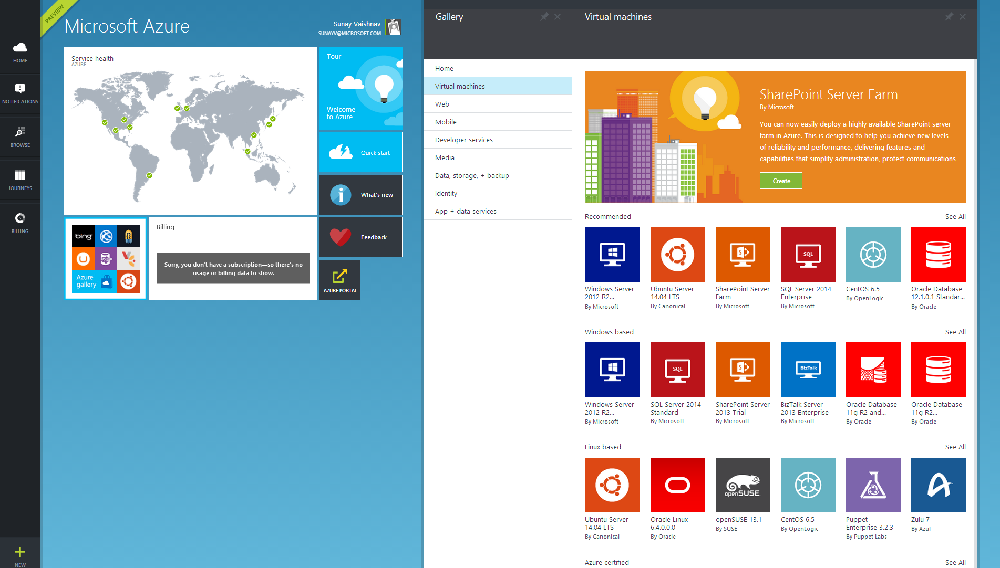 PREVIEW
HOME
NOTIFICATIONS
BROWSE
JOURNEYS
BILLING
NEW
Microsoft Azure
Sunay Vaishnav
SUNAYV@MICROSOFT.COM
Service health
AZURE
Tour
Welcome
to Azure
Quick start
What's new
Feedback
AZURE PORTAL
bing
Azure
gallery
Billing
Sorry, you don't have a subscription—so there's no
usage or billing data to show.
Gallery
Home
Virtual machines
Web
Mobile
Developer services
Media
Data, storage, + backup
Identity
App + data services
Virtual machines
SharePoint Server Farm
By Microsoft
You can now easily deploy a highly available SharePoint server
farm in Azure. This is designed to help you achieve new levels
of reliability and performance, delivering features and
capabilities that simplify administration, protect communications
Create
Recommended
See All
SQL
Windows Server
2012 R2...
By Microsoft
Ubuntu Server
14.04 LTS
By Canonical
SharePoint Server
Farm
By Microsoft
SQL Server 2014
Enterprise
By Microsoft
CentOS 6.5
By OpenLogic
Oracle Database
12.1.0.1 Standar...
By Oracle
Windows based
See All
SQL
BizTalk
Windows Server
2012 R2...
By Microsoft
SQL Server 2014
Standard
By Microsoft
SharePoint Server
2013 Trial
By Microsoft
BizTalk Server
2013 Enterprise
By Microsoft
Oracle Database
11g R2 and...
By Oracle
Oracle Database
11g R2...
By Oracle
Linux based
See All
openSUSE
Ubuntu Server
14.04 LTS
By Canonical
Oracle Linux
6.4.0.0.0
By Oracle
openSUSE 13.1
By SUSE
CentOS 6.5
By OpenLogic
Puppet
Enterprise 3.2.3
By Puppet Labs
Zulu 7
By Azul
Azure certified
See All